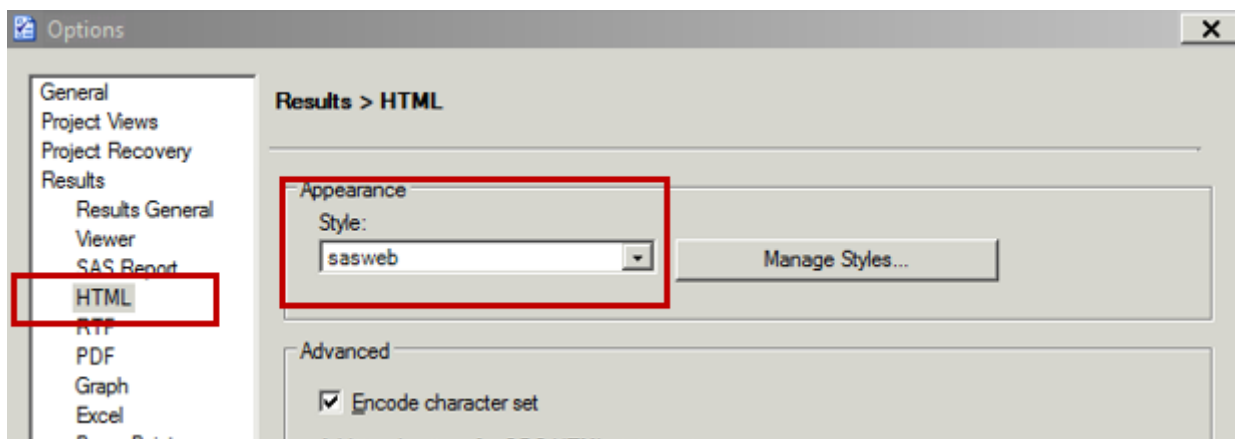 Options
General
Project Views
Project Recovery
Results
Results General
Viewer
SAS Report
HTML
RTF
PDF
Graph
Excel
Results > HTML
Appearance
Style:
sasweb
Manage Styles...
Advanced
Encode character set